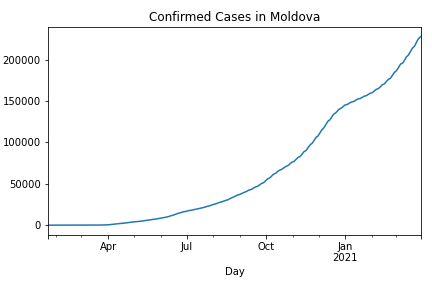 Confirmed Cases in Moldova
200000
150000
100000
50000
0
Apr
Jul
Oct
Jan
2021
Day